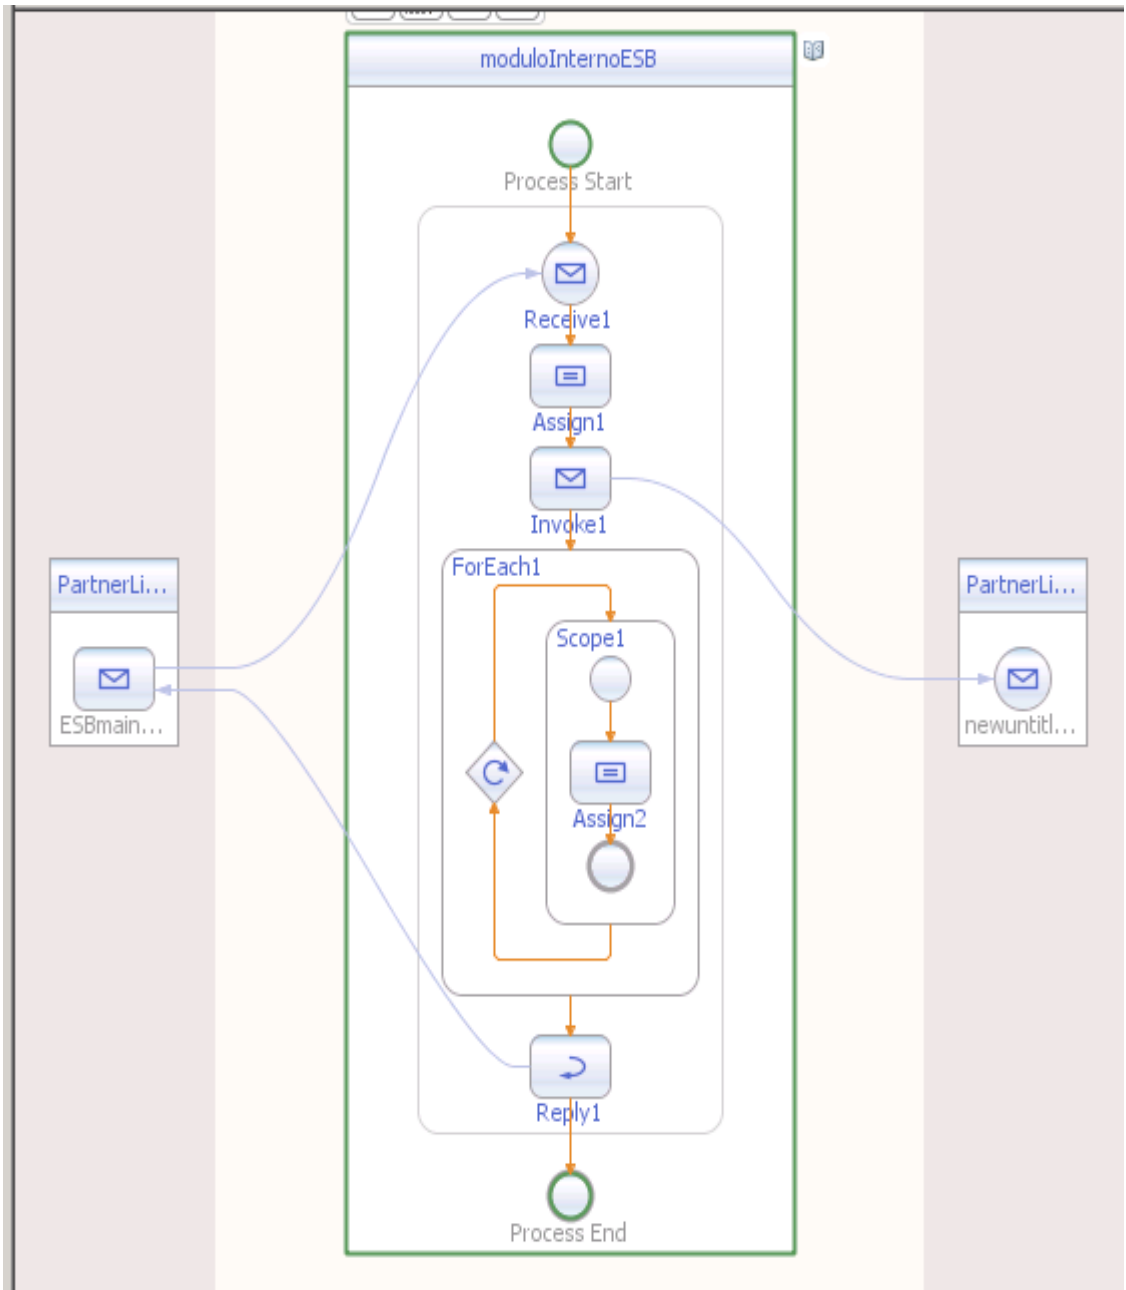 moduloInternoESB
Process Start
Receive1
Assign1
Invoke1
ForEach1
PartnerLi...
PartnerLi...
Scope1
ESBmain...
newuntitl...
Assign2
Reply1
Process End